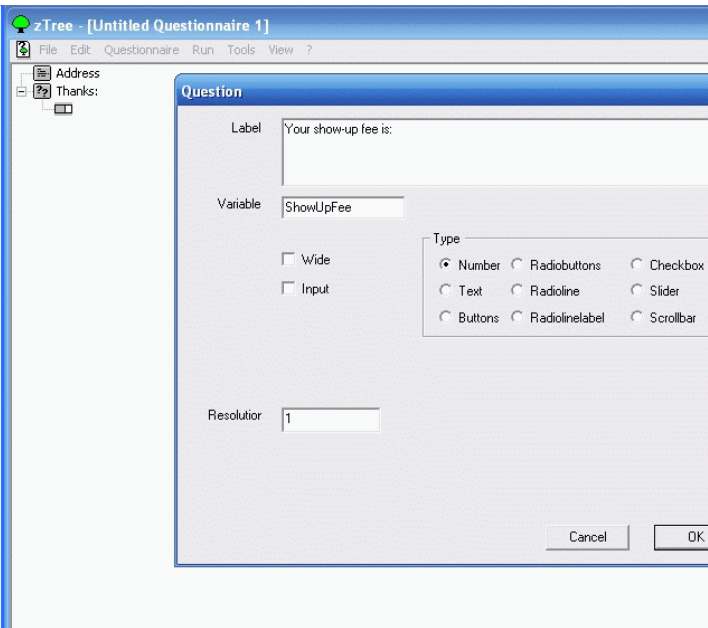 zTree - [Untitled Questionnaire 1]
File Edit Questionnaire Run Tools View ?
Address
?? Thanks:
Question
Label
Your show-up fee is:
Variable
ShowUpFee
Type
Wide
Number Radiobuttons Checkbox
Input
Text Radioline Slider
Buttons Radiolinelabel Scrollbar
Resolutior
1
Cancel OK